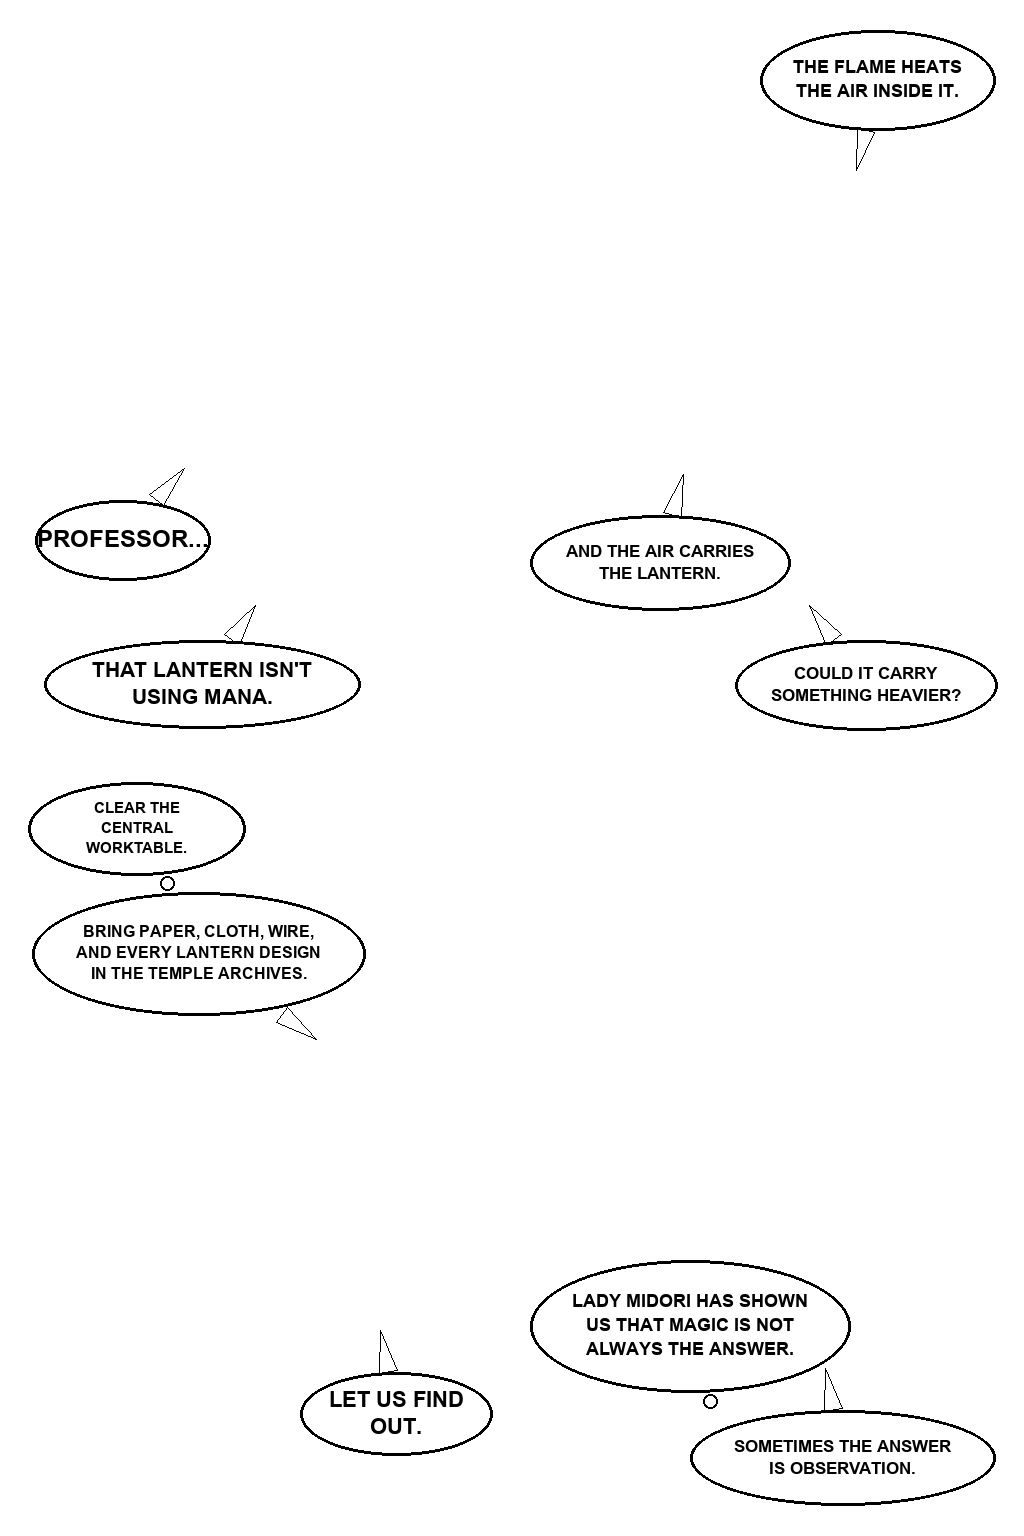 THE FLAME HEATS
THE AIR INSIDE IT.
PROFESSOR...
THAT LANTERN ISN'T
USING MANA.
AND THE AIR CARRIES
THE LANTERN.
COULD IT CARRY
SOMETHING HEAVIER?
CLEAR THE
CENTRAL
WORKTABLE.
BRING PAPER, CLOTH, WIRE,
AND EVERY LANTERN DESIGN
IN THE TEMPLE ARCHIVES.
LET US FIND
OUT.
LADY MIDORI HAS SHOWN
US THAT MAGIC IS NOT
ALWAYS THE ANSWER.
SOMETIMES THE ANSWER
IS OBSERVATION.